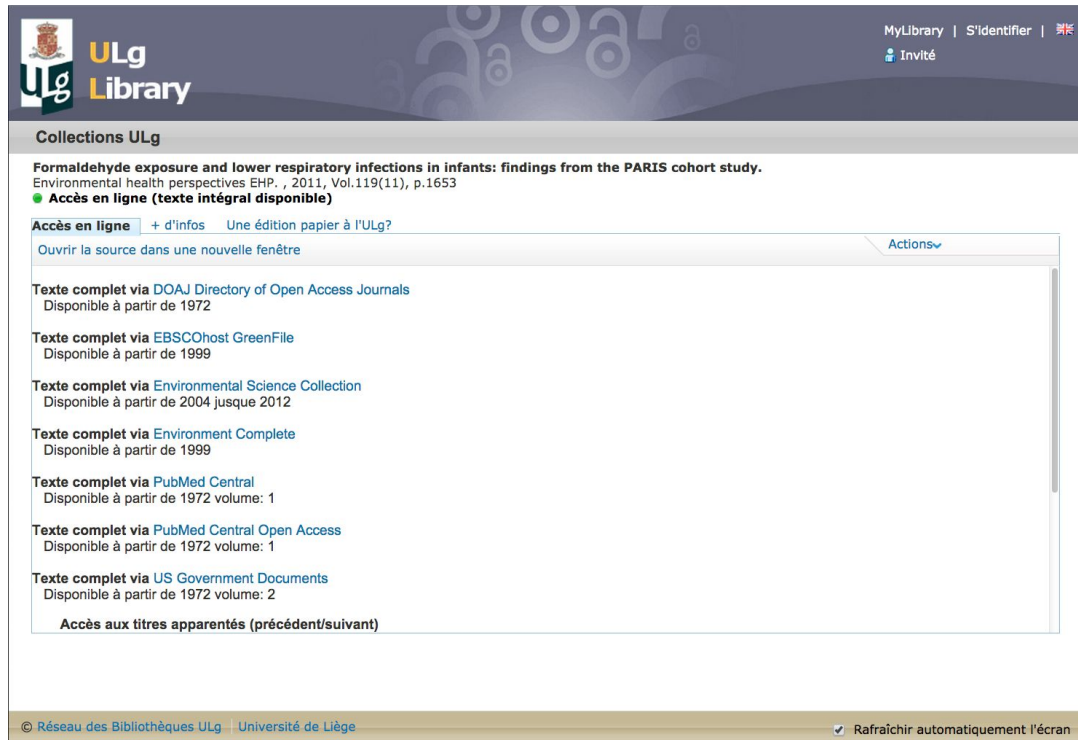 MyLibrary | S'identifier |
Invité
ULg
ULg
Library
Collections ULg
Formaldehyde exposure and lower respiratory infections in infants: findings from the PARIS cohort study.
Environmental health perspectives EHP. , 2011, Vol.119(11), p.1653
Accès en ligne (texte intégral disponible)
Accès en ligne + d'infos Une édition papier à l'ULg?
Ouvrir la source dans une nouvelle fenêtre Actions
Texte complet via DOAJ Directory of Open Access Journals
Disponible à partir de 1972
Texte complet via EBSCOhost GreenFile
Disponible à partir de 1999
Texte complet via Environmental Science Collection
Disponible à partir de 2004 jusque 2012
Texte complet via Environment Complete
Disponible à partir de 1999
Texte complet via PubMed Central
Disponible à partir de 1972 volume: 1
Texte complet via PubMed Central Open Access
Disponible à partir de 1972 volume: 1
Texte complet via US Government Documents
Disponible à partir de 1972 volume: 2
Accès aux titres apparentés (précédent/suivant)
© Réseau des Bibliothèques ULg | Université de Liège Rafraîchir automatiquement l'écran